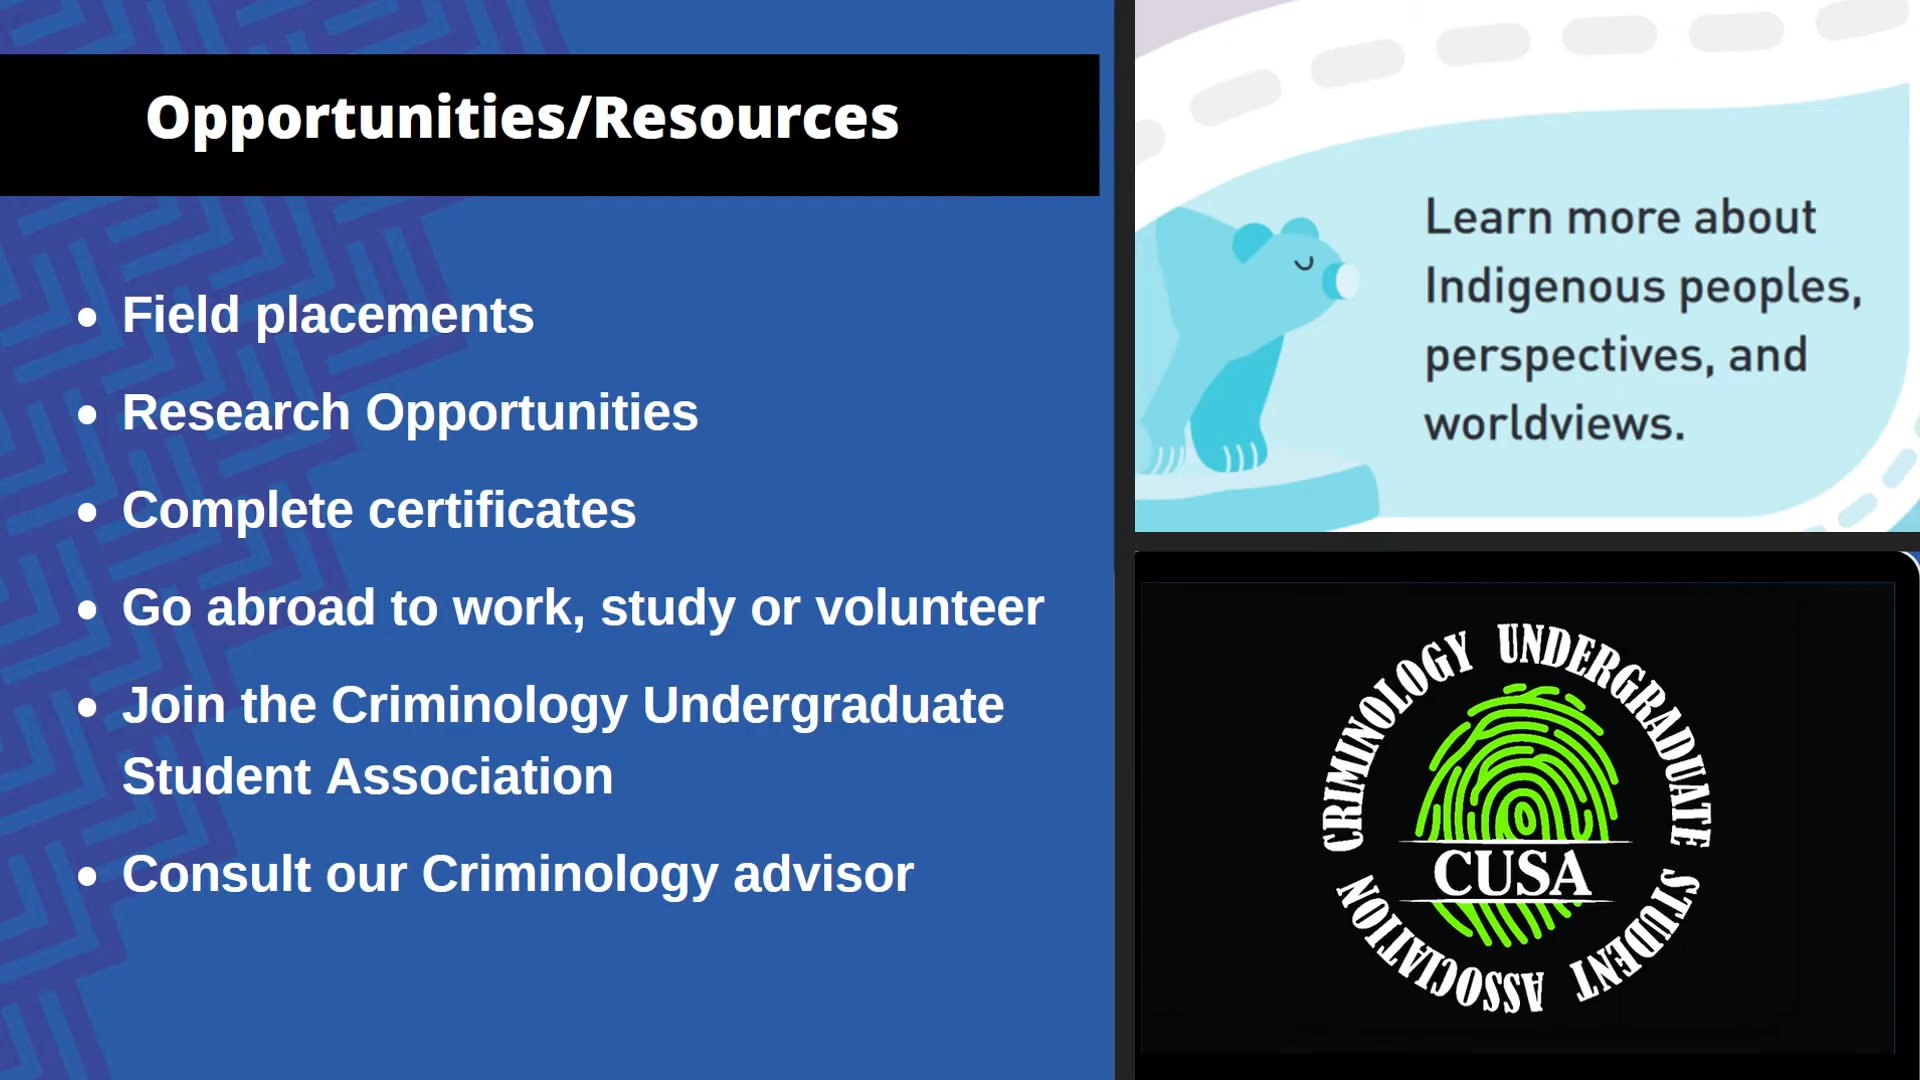 Opportunities/Resources
• Field placements
• Research Opportunities
• Complete certificates
• Go abroad to work, study or volunteer
• Join the Criminology Undergraduate
Student Association
• Consult our Criminology advisor
Learn more about
Indigenous peoples,
perspectives, and
worldviews.
CRIMINOLOGY UNDERGRADUATE STUDENT ASSOCIATION
CUSA